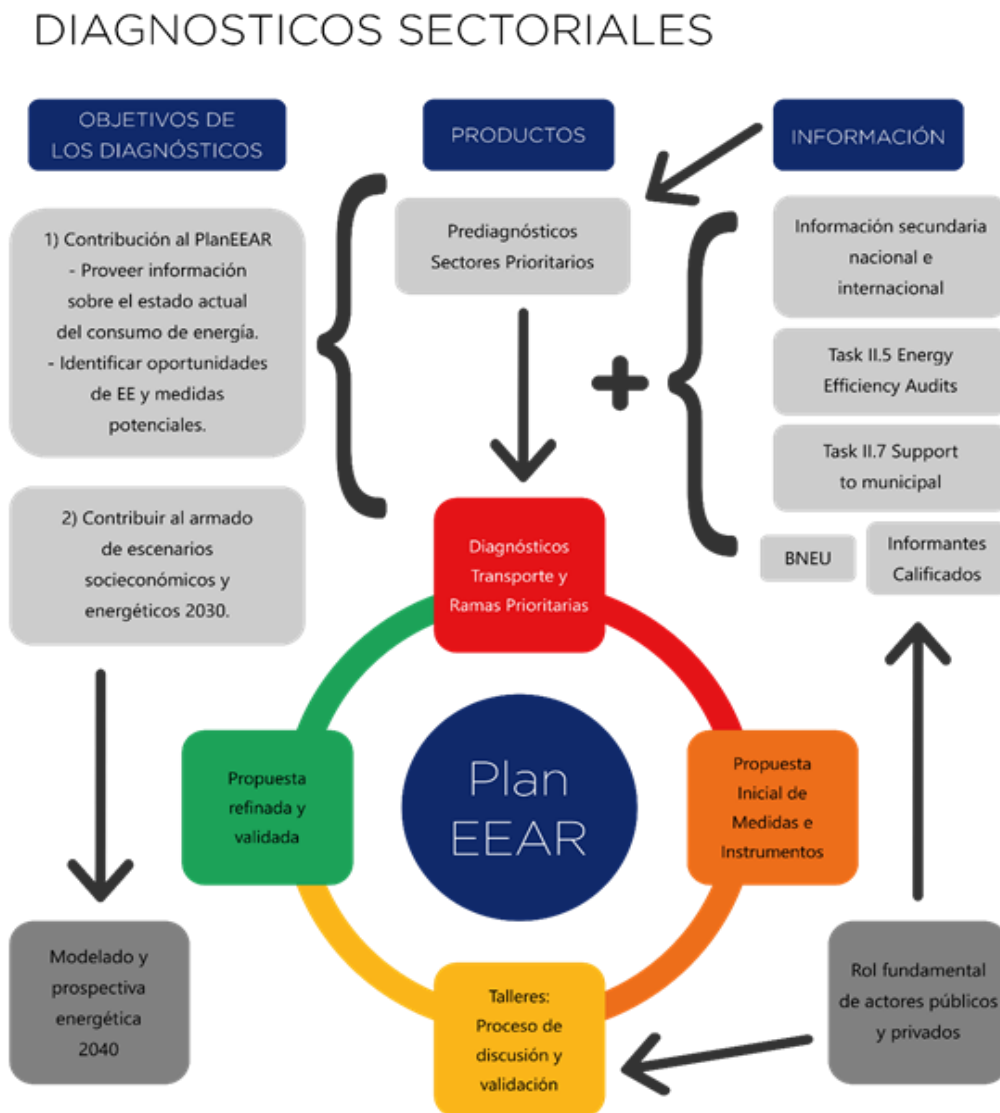 DIAGNOSTICOS SECTORIALES
OBJETIVOS DE
LOS DIAGNÓSTICOS
1) Contribución al PlanEEAR
- Proveer información
sobre el estado actual
del consumo de energía.
- Identificar oportunidades
de EE y medidas
potenciales.
2) Contribuir al armado
de escenarios
socieconómicos y
energéticos 2030.
Modelado y
prospectiva
energética
2040
PRODUCTOS
Prediagnósticos
Sectores Prioritarios
+
INFORMACIÓN
Información secundaria
nacional e
internacional
Task II.5 Energy
Efficiency Audits
Task II.7 Support
to municipal
BNEU
Informantes
Calificados
Rol fundamental
de actores públicos
y privados
Diagnósticos
Transporte y
Ramas Prioritarias
Propuesta
Inicial de
Medidas e
Instrumentos
Talleres:
Proceso de
discusión y
validación
Propuesta
refinada y
validada
Plan
EEAR